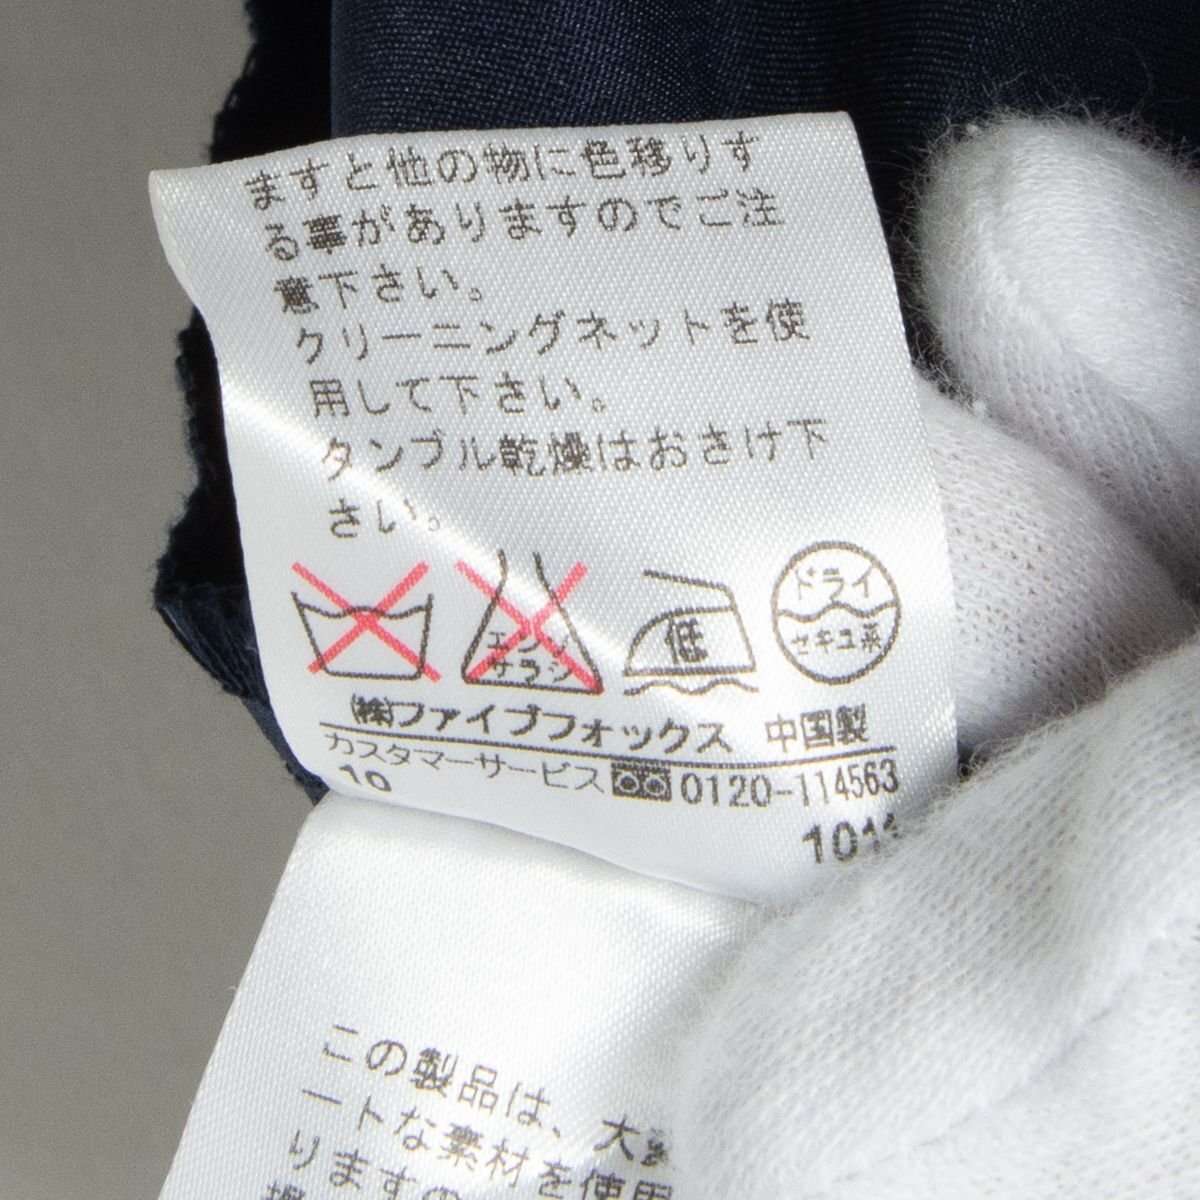 ますと他の物に色移りす
る事がありますのでご注
意下さい。
クリーニングネットを使
用して下さい。
タンブル乾燥はおさけ下
さい。
エンソ
サラシ
低
ドライ
セキユ系
㈱ファイブフォックス 中国製
カスタマーサービス 0120-114563
10
この製品は、大変
ートな素材を使用
りますの